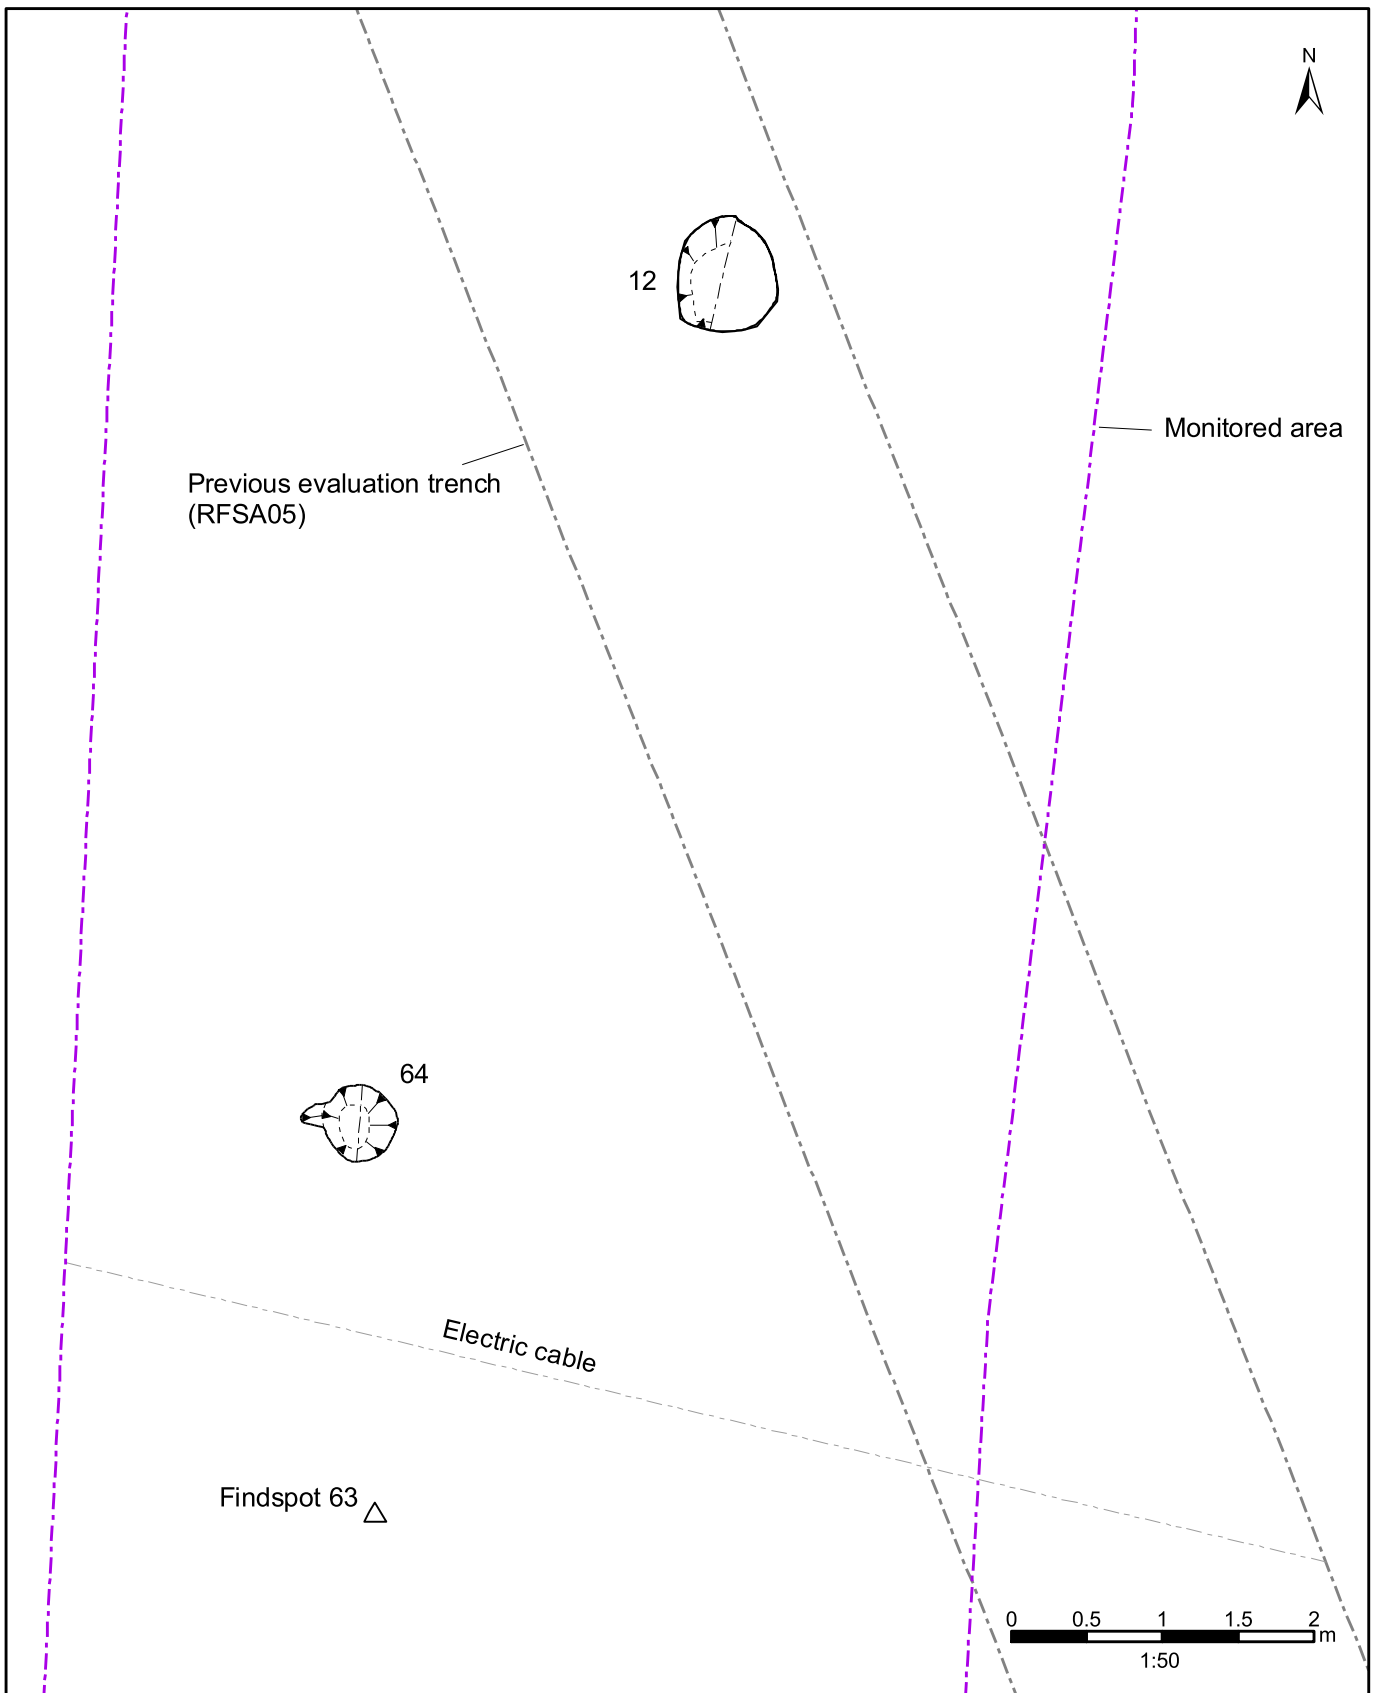 N
12
Monitored area
Previous evaluation trench
(RFSA05)
64
Electric cable
Findspot 63
0 0.5 1 1.5 2
m
1:50